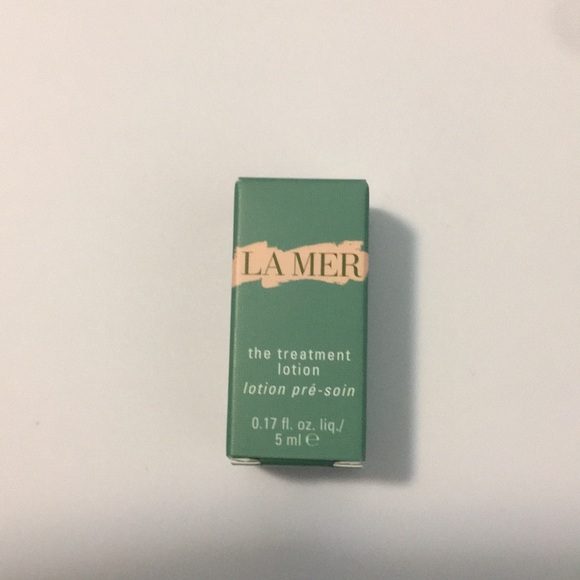 LA MER
the treatment
lotion
lotion pré-soin
0.17 fl. oz. liq./
5 ml ℮